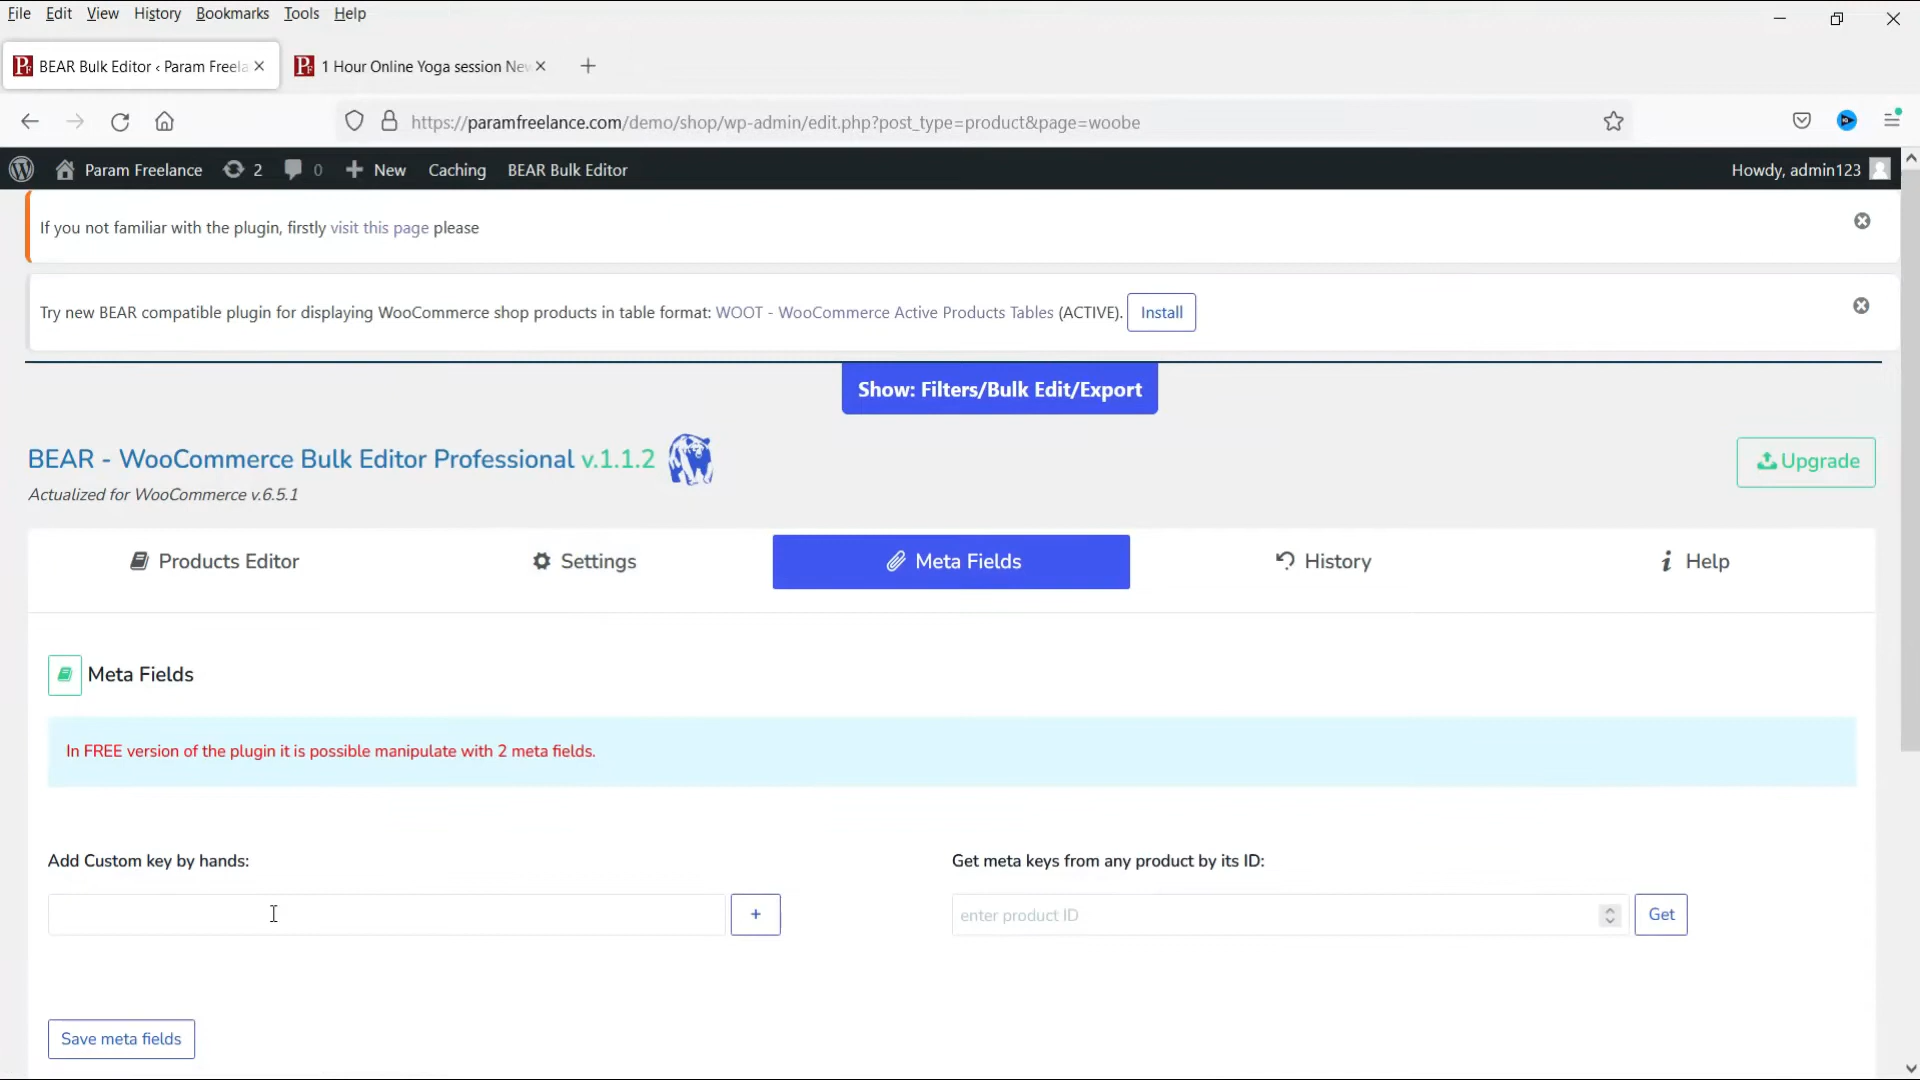 File Edit View History Bookmarks Tools Help
BEAR Bulk Editor ‹ Param Freela
1 Hour Online Yoga session New
https://paramfreelance.com/demo/shop/wp-admin/edit.php?post_type=product&page=woobe
Param Freelance 2 0 New Caching BEAR Bulk Editor Howdy, admin123
If you not familiar with the plugin, firstly visit this page please
Try new BEAR compatible plugin for displaying WooCommerce shop products in table format: WOOT - WooCommerce Active Products Tables (ACTIVE). Install
Show: Filters/Bulk Edit/Export
BEAR - WooCommerce Bulk Editor Professional v.1.1.2
Upgrade
Actualized for WooCommerce v.6.5.1
Products Editor Settings Meta Fields History Help
Meta Fields
In FREE version of the plugin it is possible manipulate with 2 meta fields.
Add Custom key by hands: Get meta keys from any product by its ID:
+ enter product ID Get
Save meta fields